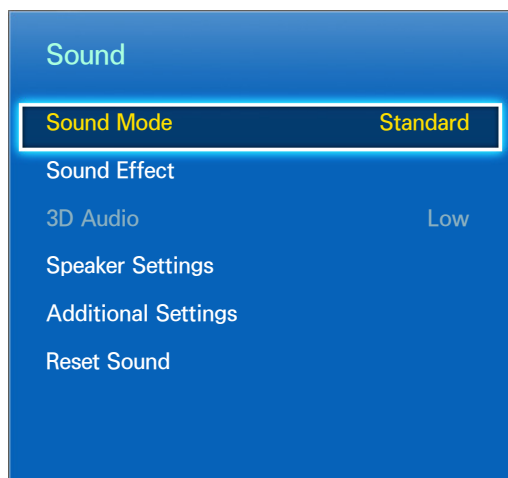 Sound
Sound Mode Standard
Sound Effect
3D Audio Low
Speaker Settings
Additional Settings
Reset Sound